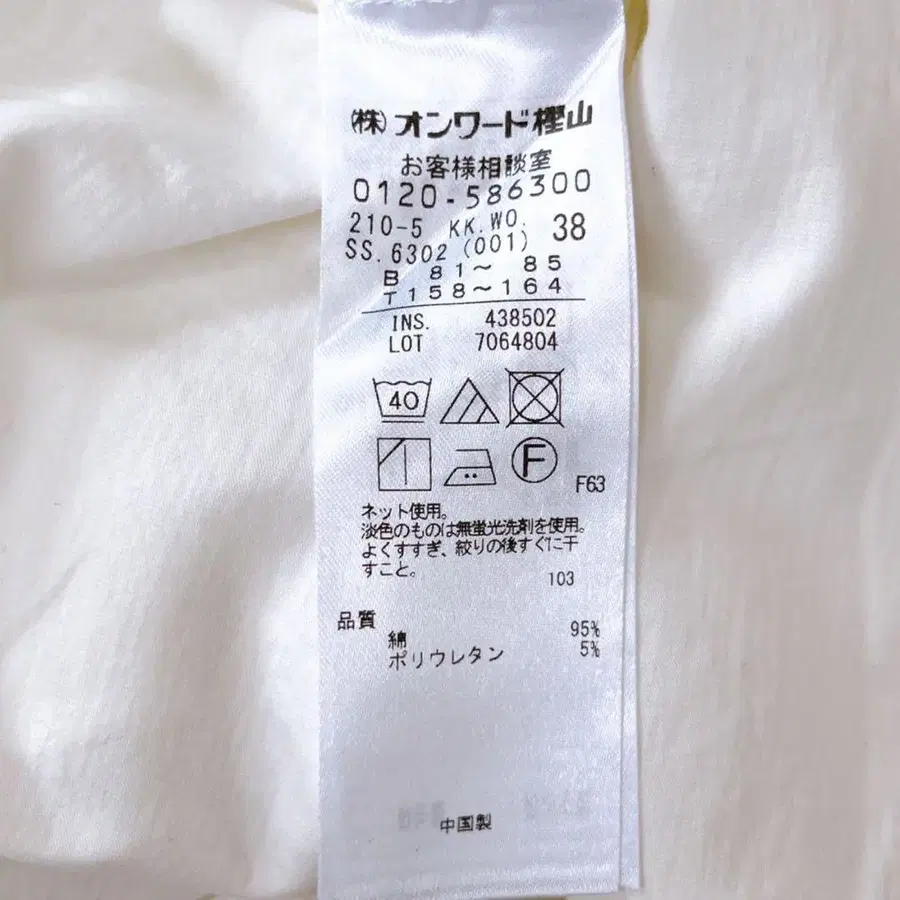 (株)オンワード樫山
お客様相談室
0120-586300
210-5 KK.WO. 38
SS.6302 (001)
B 81〜 85
T 158〜164
INS. 438502
LOT 7064804
40
F
F63
ネット使用。
淡色のものは無蛍光洗剤を使用。
よくすすぎ、絞りの後すぐに干
すこと。
103
品質
綿 95%
ポリウレタン 5%
中国製